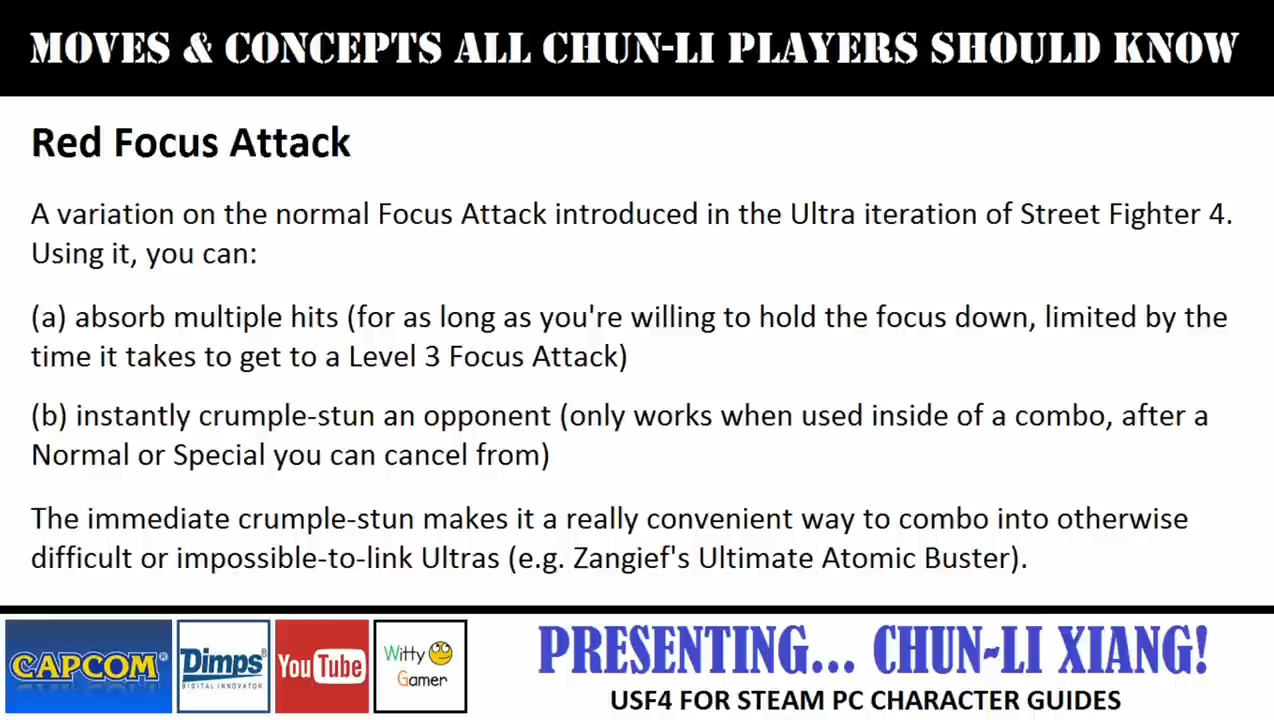 MOVES & CONCEPTS ALL CHUN-LI PLAYERS SHOULD KNOW
Red Focus Attack
A variation on the normal Focus Attack introduced in the Ultra iteration of Street Fighter 4.
Using it, you can:
(a) absorb multiple hits (for as long as you're willing to hold the focus down, limited by the
time it takes to get to a Level 3 Focus Attack)
(b) instantly crumple-stun an opponent (only works when used inside of a combo, after a
Normal or Special you can cancel from)
The immediate crumple-stun makes it a really convenient way to combo into otherwise
difficult or impossible-to-link Ultras (e.g. Zangief's Ultimate Atomic Buster).
CAPCOM®
Dimps®
DIGITAL INNOVATOR
YouTube
Witty
Gamer
PRESENTING... CHUN-LI XIANG!
USF4 FOR STEAM PC CHARACTER GUIDES